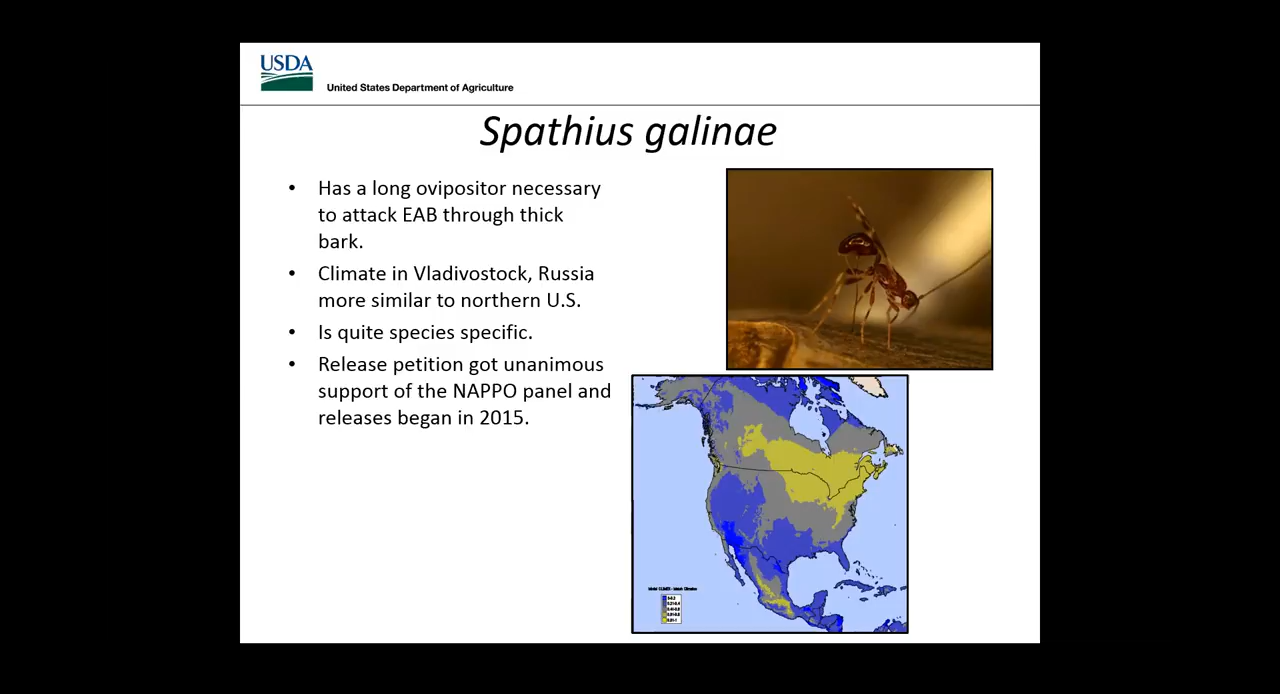 USDA
United States Department of Agriculture
Spathius galinae
• Has a long ovipositor necessary
to attack EAB through thick
bark.
• Climate in Vladivostock, Russia
more similar to northern U.S.
• Is quite species specific.
• Release petition got unanimous
support of the NAPPO panel and
releases began in 2015.